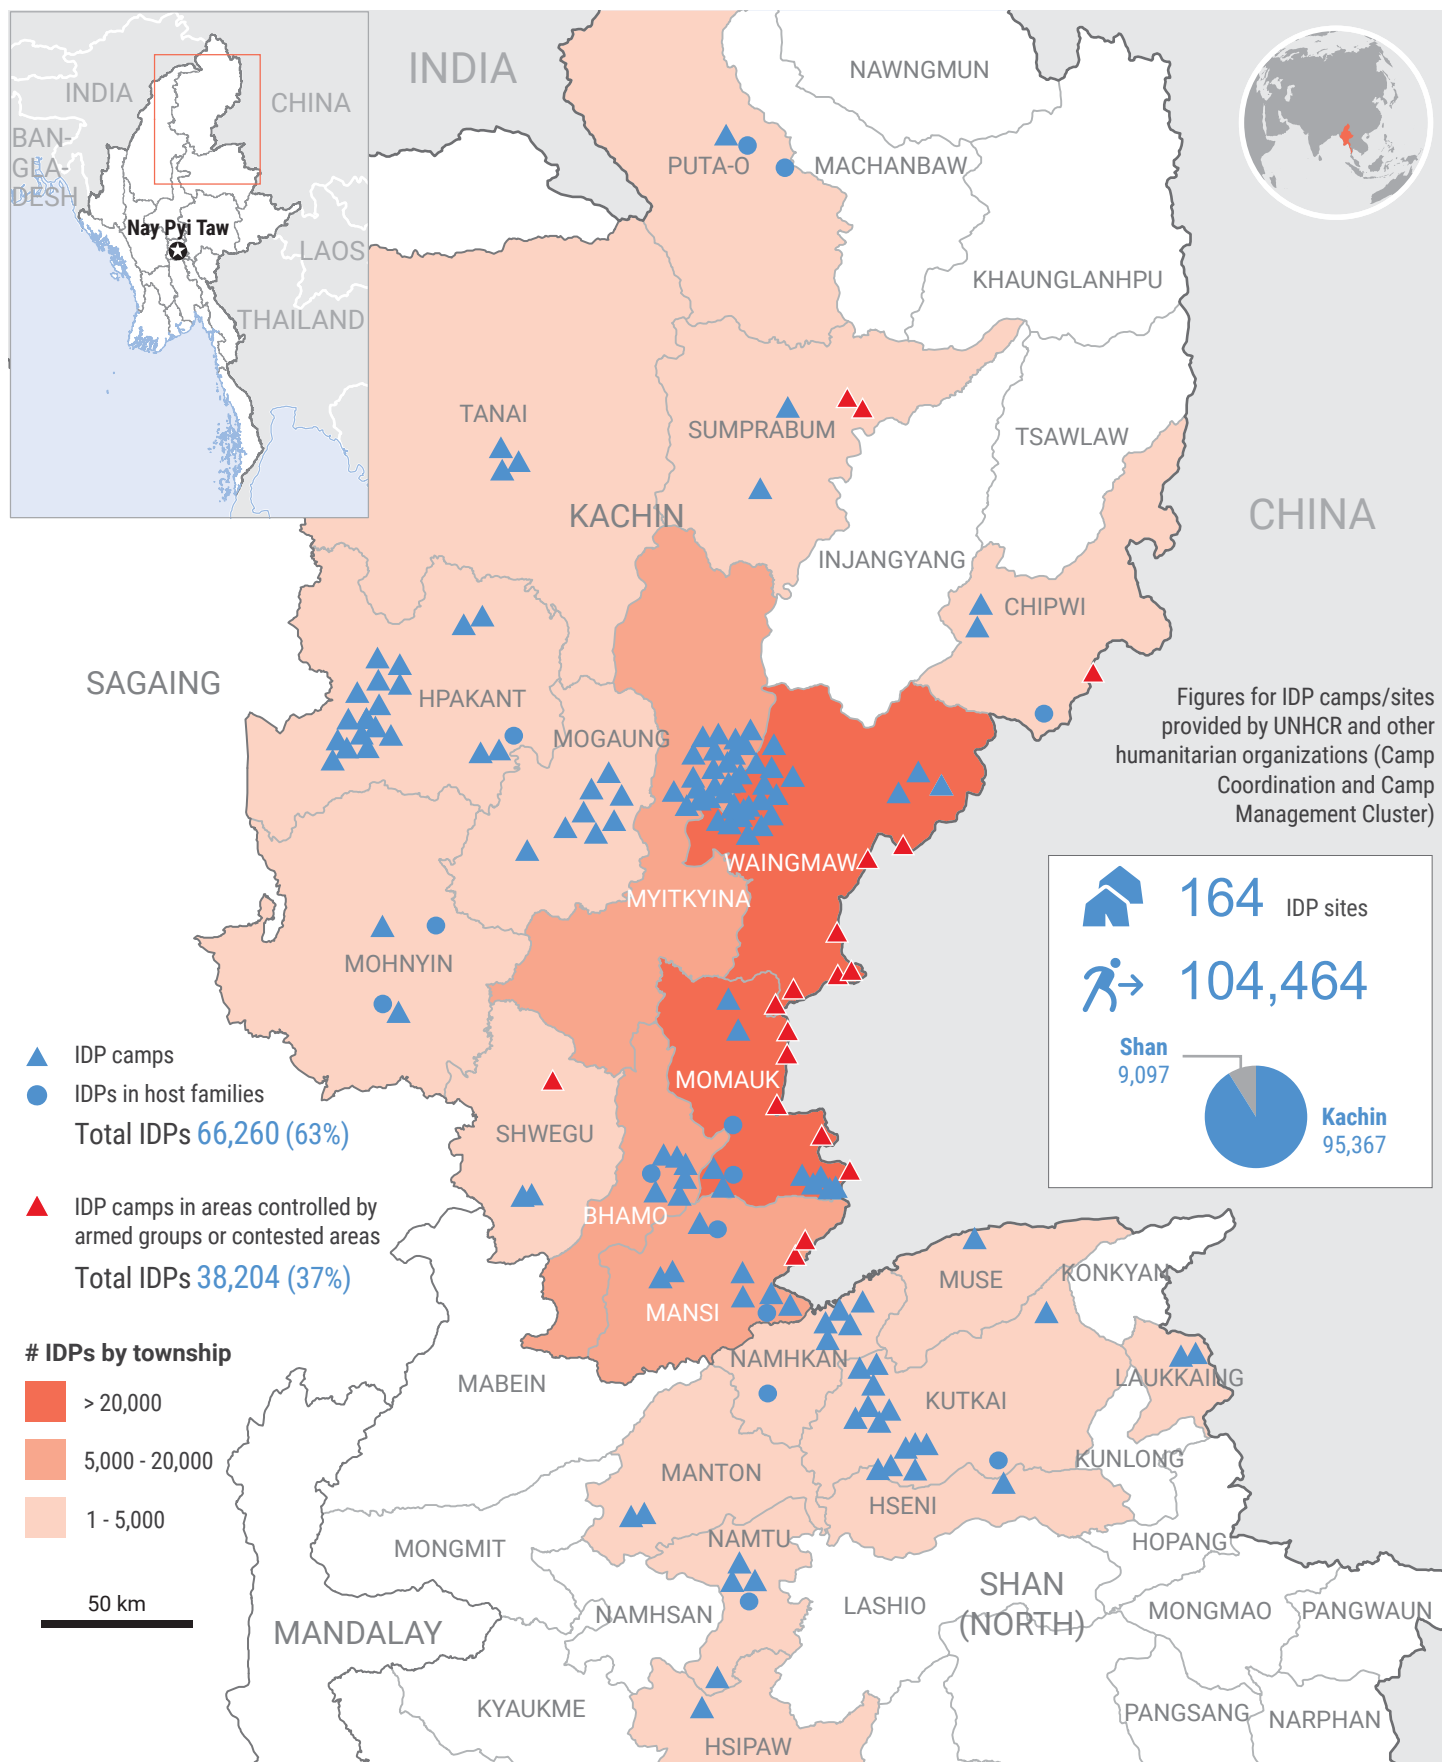 INDIA
CHINA
BAN-
GLA-
DESH
Nay Pyi Taw
LAOS
THAILAND
INDIA
NAWNGMUN
PUTA-O
MACHANBAW
KHAUNGLANHPU
TANAI
SUMPRABUM
TSAWLAW
KACHIN
CHINA
INJANGYANG
CHIPWI
SAGAING
HPAKANT
MOGAUNG
Figures for IDP camps/sites
provided by UNHCR and other
humanitarian organizations (Camp
Coordination and Camp
Management Cluster)
WAINGMAW
MYITKYINA
164 IDP sites
104,464
Shan
9,097
Kachin
95,367
MOHNYIN
IDP camps
IDPs in host families
Total IDPs 66,260 (63%)
MOMAUK
SHWEGU
IDP camps in areas controlled by
armed groups or contested areas
Total IDPs 38,204 (37%)
BHAMO
MANSI
MUSE
KONKYAN
# IDPs by township
> 20,000
5,000 - 20,000
1 - 5,000
NAMHKAN
MABEIN
LAUKKAING
KUTKAI
KUNLONG
MANTON
HSENI
NAMTU
HOPANG
MONGMIT
50 km
SHAN
(NORTH)
NAMHSAN
LASHIO
MONGMAO
PANGWAUN
MANDALAY
KYAUKME
PANGSANG
NARPHAN
HSIPAW